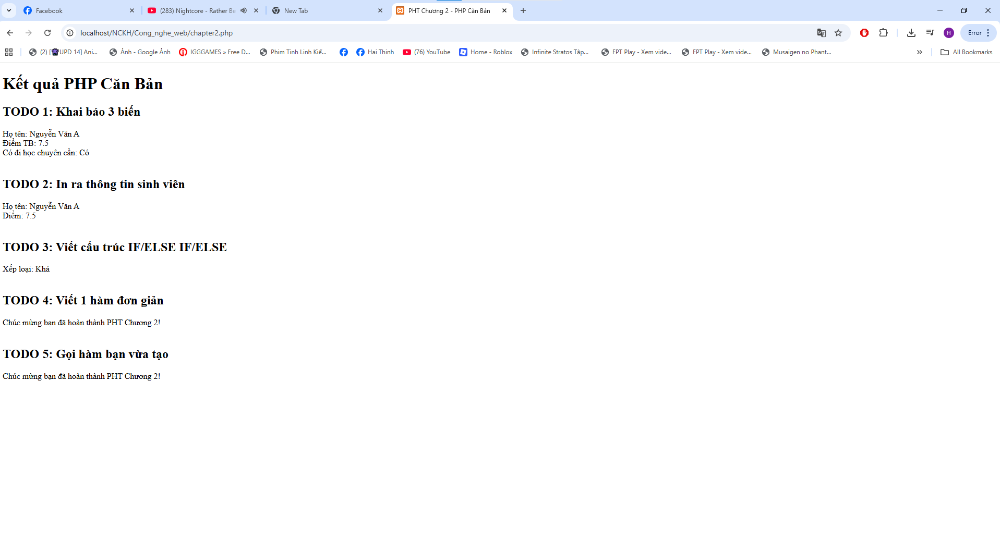 Facebook
(283) Nightcore - Rather Be
New Tab
PHT Chương 2 - PHP Căn Bản
localhost/NCKH/Cong_nghe_web/chapter2.php
H
Error
(2) [UPD 14] Ani...
Ảnh - Google Ảnh
IGGGAMES » Free D...
Phim Tinh Linh Kiế...
Hai Thinh
(76) YouTube
Home - Roblox
Infinite Stratos Tập...
FPT Play - Xem vide...
FPT Play - Xem vide...
Musaigen no Phant...
All Bookmarks
Kết quả PHP Căn Bản
TODO 1: Khai báo 3 biến
Họ tên: Nguyễn Văn A
Điểm TB: 7.5
Có đi học chuyên cần: Có
TODO 2: In ra thông tin sinh viên
Họ tên: Nguyễn Văn A
Điểm: 7.5
TODO 3: Viết cấu trúc IF/ELSE IF/ELSE
Xếp loại: Khá
TODO 4: Viết 1 hàm đơn giản
Chúc mừng bạn đã hoàn thành PHT Chương 2!
TODO 5: Gọi hàm bạn vừa tạo
Chúc mừng bạn đã hoàn thành PHT Chương 2!